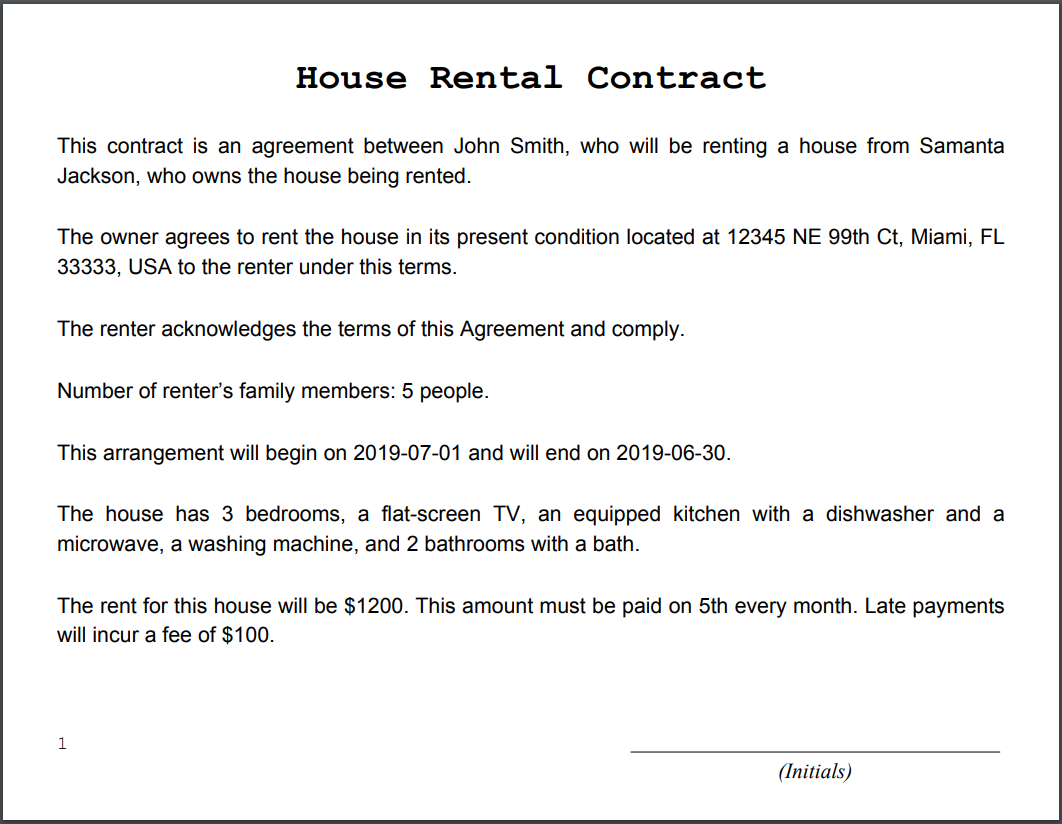 House Rental Contract
This contract is an agreement between John Smith, who will be renting a house from Samanta
Jackson, who owns the house being rented.
The owner agrees to rent the house in its present condition located at 12345 NE 99th Ct, Miami, FL
33333, USA to the renter under this terms.
The renter acknowledges the terms of this Agreement and comply.
Number of renter’s family members: 5 people.
This arrangement will begin on 2019-07-01 and will end on 2019-06-30.
The house has 3 bedrooms, a flat-screen TV, an equipped kitchen with a dishwasher and a
microwave, a washing machine, and 2 bathrooms with a bath.
The rent for this house will be $1200. This amount must be paid on 5th every month. Late payments
will incur a fee of $100.
1
(Initials)